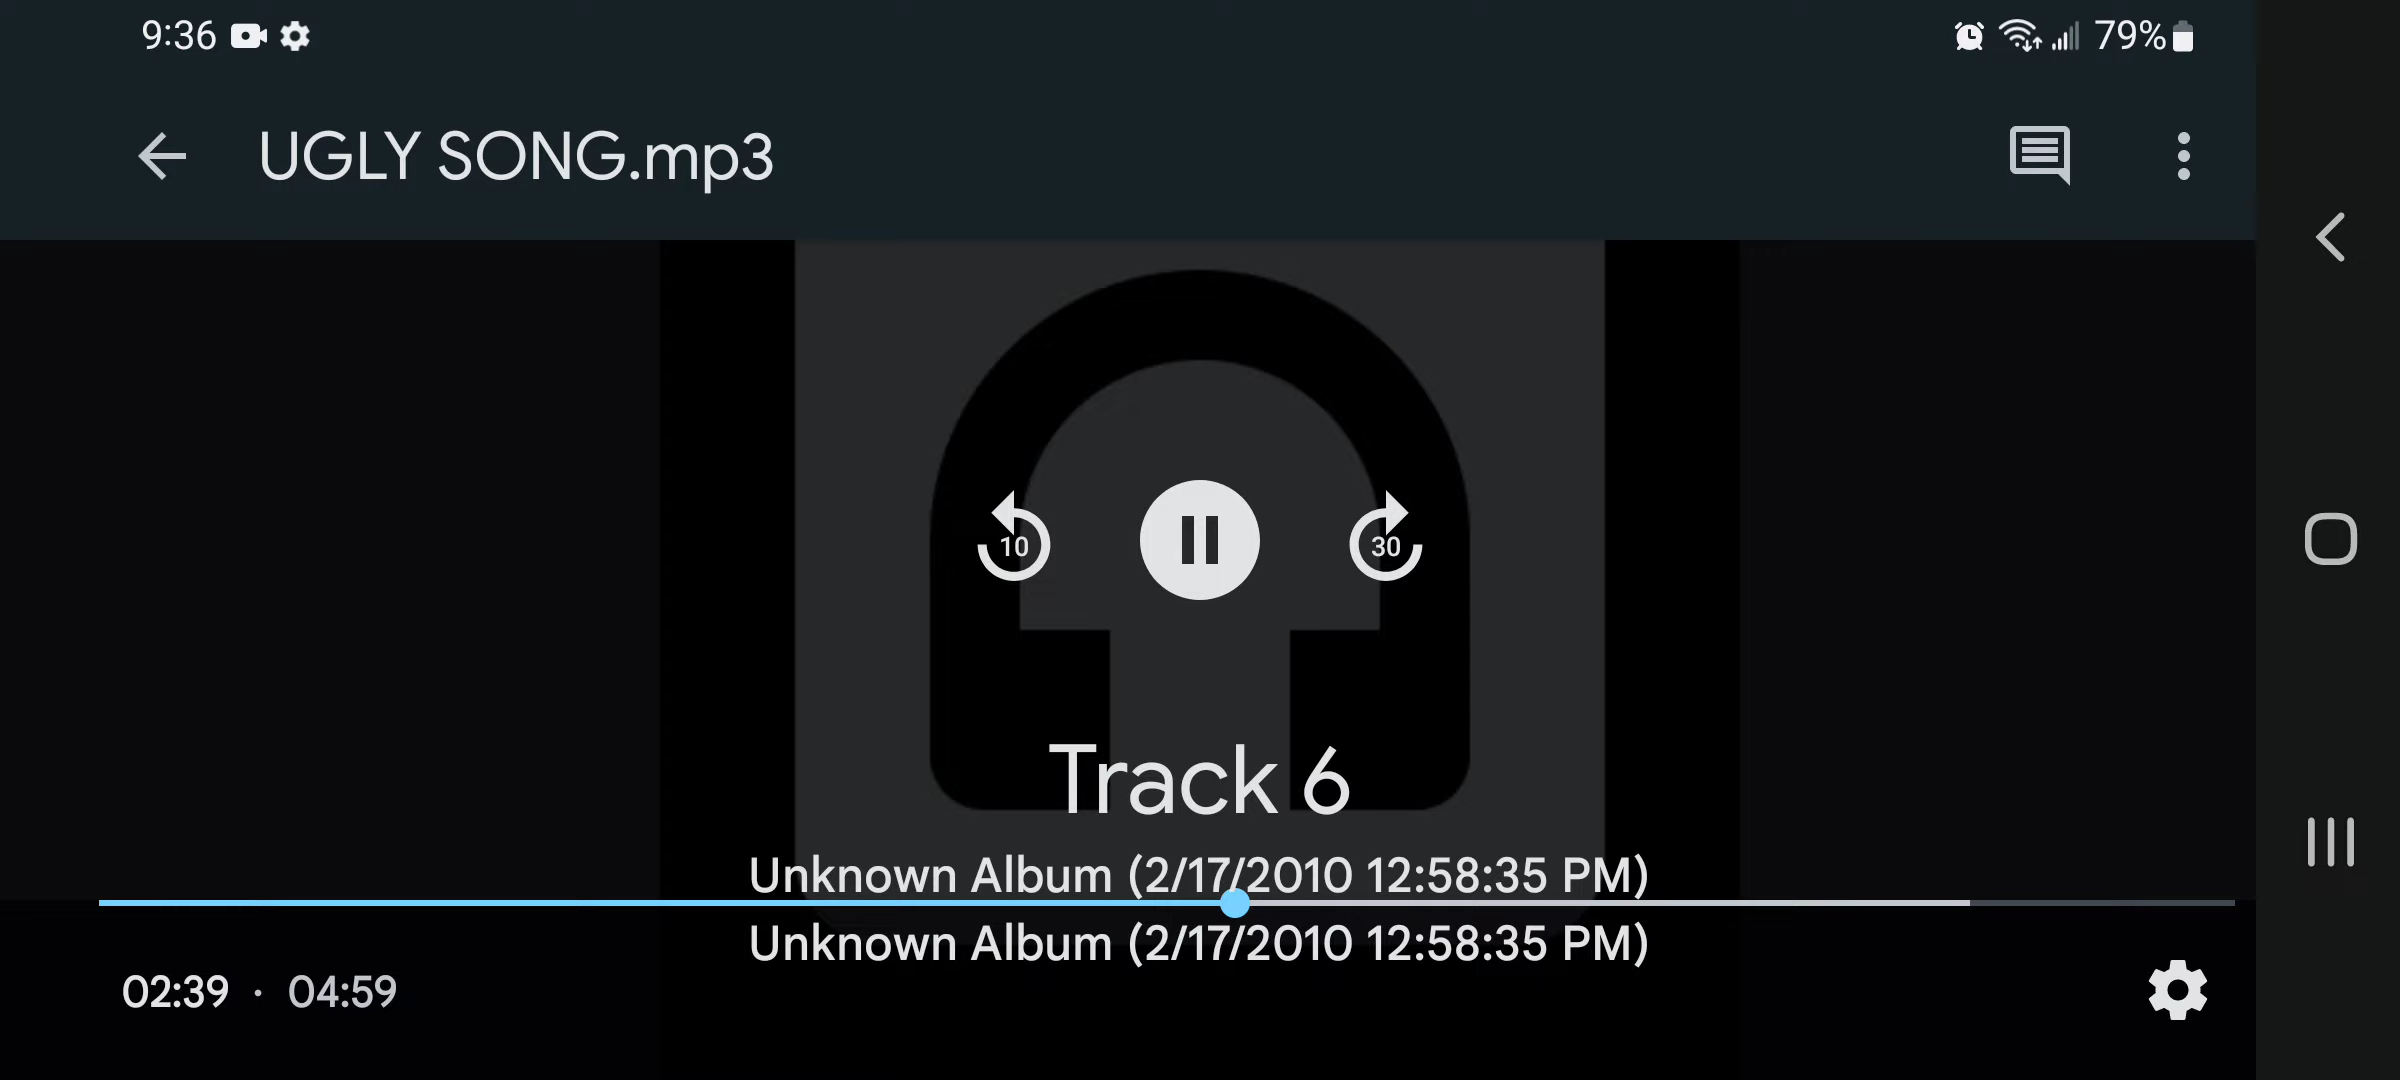 9:36
79%
UGLY SONG.mp3
10
30
Track 6
Unknown Album (2/17/2010 12:58:35 PM)
Unknown Album (2/17/2010 12:58:35 PM)
02:39 · 04:59